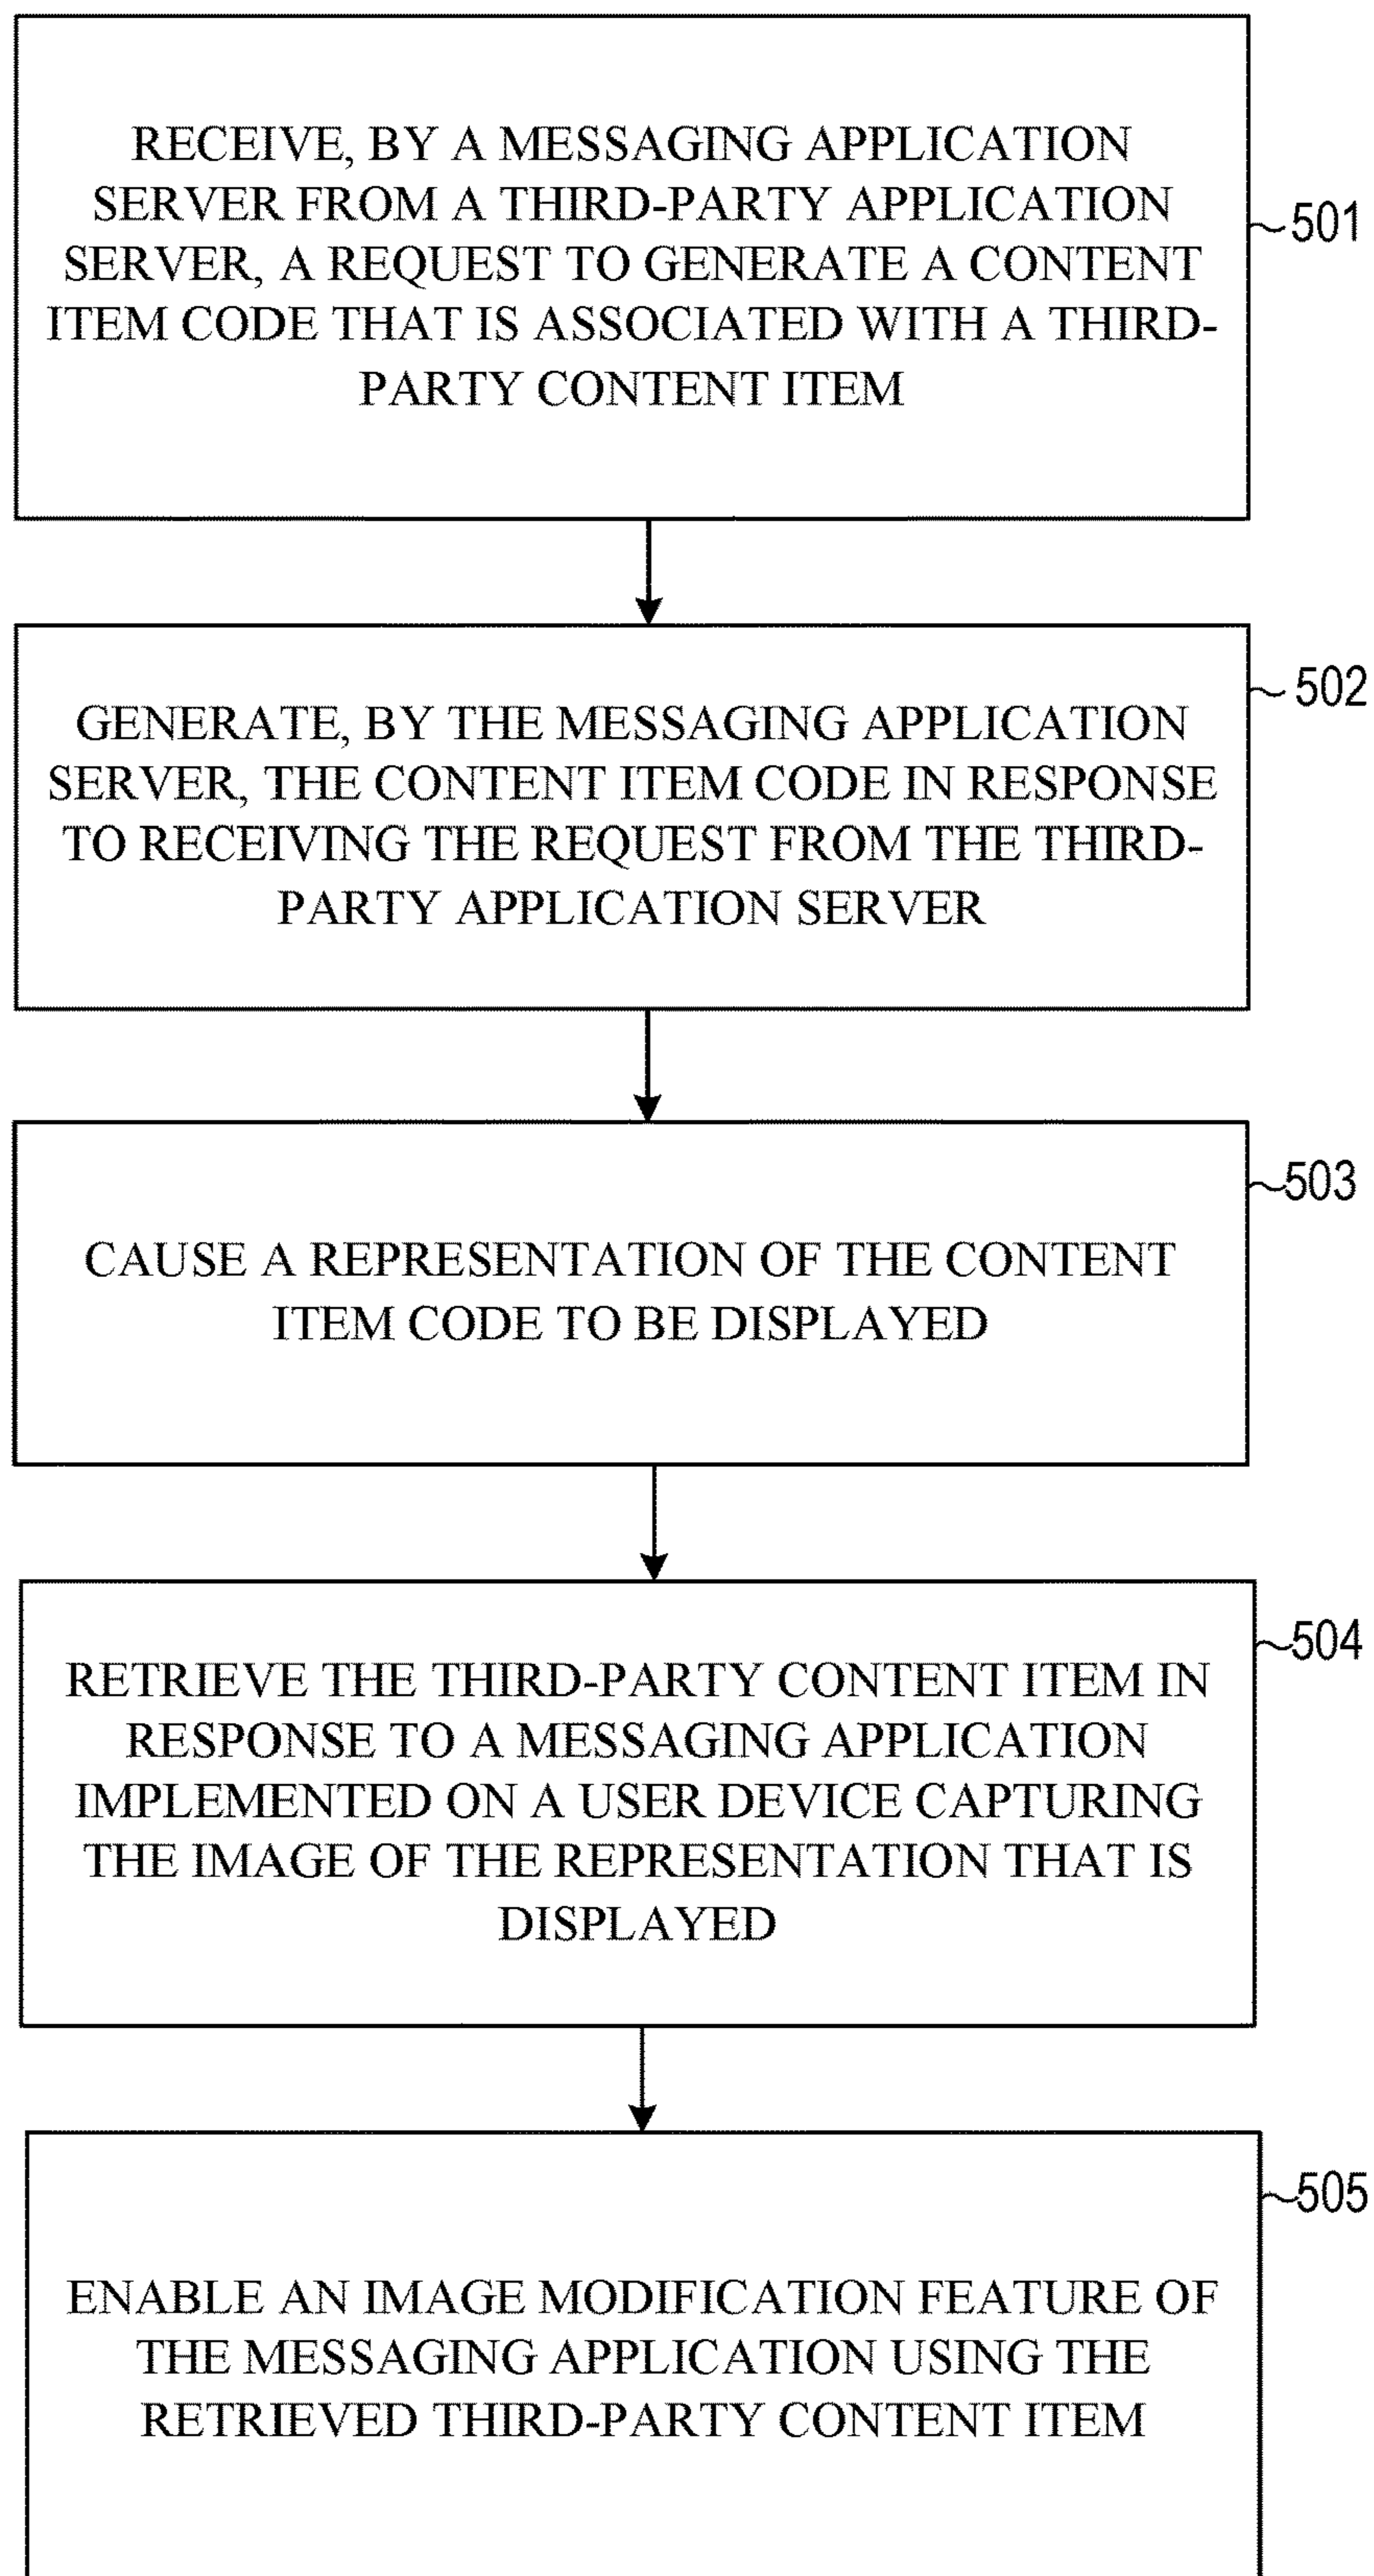 RECEIVE, BY A MESSAGING APPLICATION
SERVER FROM A THIRD-PARTY APPLICATION
SERVER, A REQUEST TO GENERATE A CONTENT
ITEM CODE THAT IS ASSOCIATED WITH A THIRD-
PARTY CONTENT ITEM
501
GENERATE, BY THE MESSAGING APPLICATION
SERVER, THE CONTENT ITEM CODE IN RESPONSE
TO RECEIVING THE REQUEST FROM THE THIRD-
PARTY APPLICATION SERVER
502
CAUSE A REPRESENTATION OF THE CONTENT
ITEM CODE TO BE DISPLAYED
503
RETRIEVE THE THIRD-PARTY CONTENT ITEM IN
RESPONSE TO A MESSAGING APPLICATION
IMPLEMENTED ON A USER DEVICE CAPTURING
THE IMAGE OF THE REPRESENTATION THAT IS
DISPLAYED
504
ENABLE AN IMAGE MODIFICATION FEATURE OF
THE MESSAGING APPLICATION USING THE
RETRIEVED THIRD-PARTY CONTENT ITEM
505